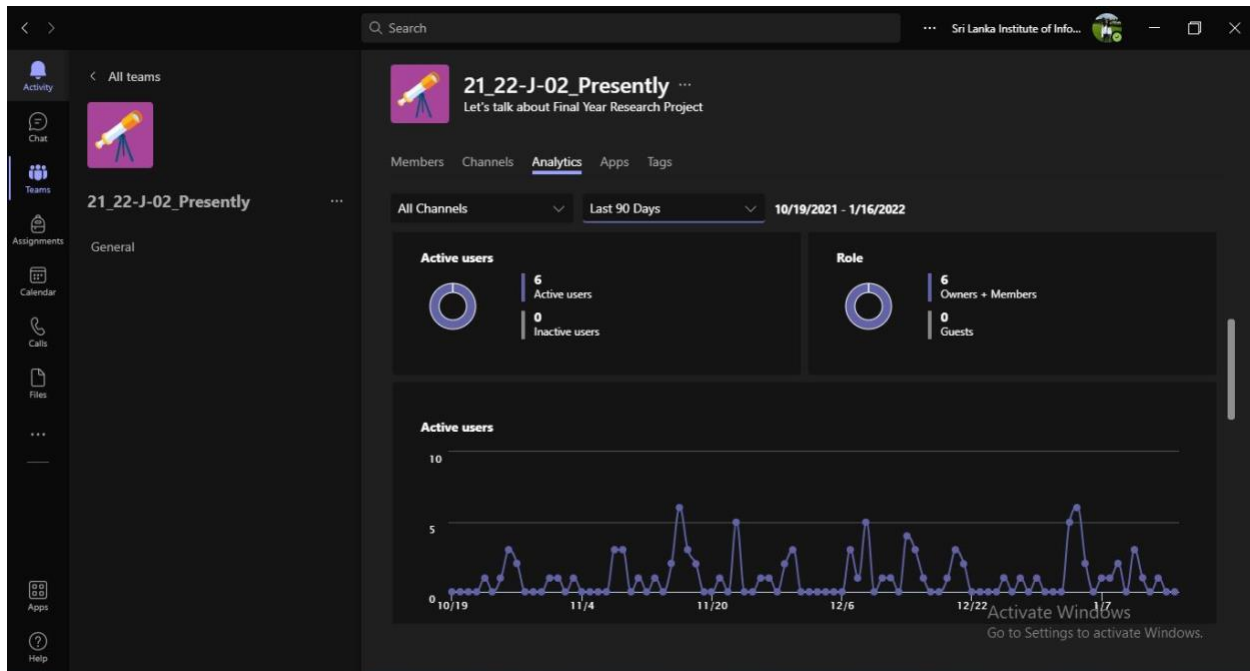 Search
... Sri Lanka Institute of Info...
Activity
Chat
Teams
Assignments
Calendar
Calls
Files
...
Apps
Help
All teams
21_22-J-02_Presently ...
General
21_22-J-02_Presently ...
Let's talk about Final Year Research Project
Members Channels Analytics Apps Tags
All Channels Last 90 Days 10/19/2021 - 1/16/2022
Active users
6
Active users
0
Inactive users
Role
6
Owners + Members
0
Guests
Active users
10
5
0
10/19 11/4 11/20 12/6 12/22 1/7
Activate Windows
Go to Settings to activate Windows.